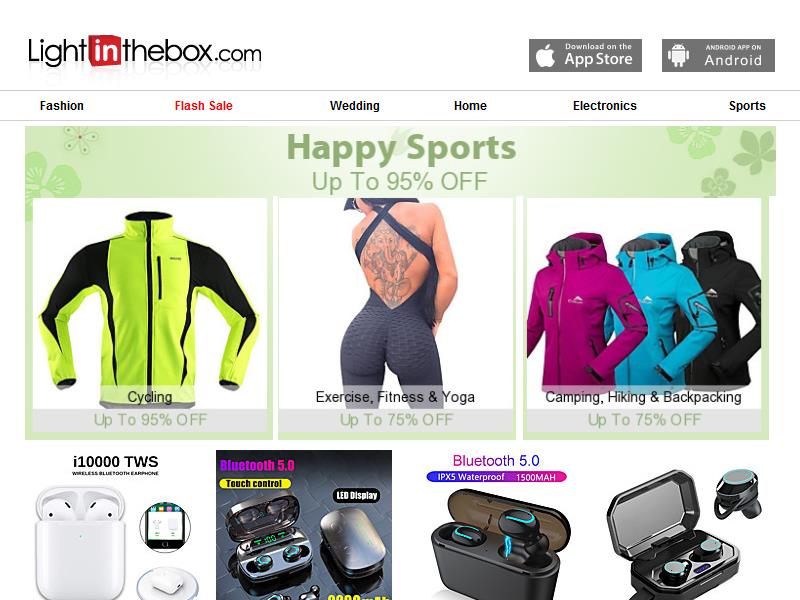 Lightinthebox.com
Download on the
App Store
ANDROID APP ON
Android
Fashion
Flash Sale
Wedding
Home
Electronics
Sports
Happy Sports
Up To 95% OFF
Cycling
Up To 95% OFF
Exercise, Fitness & Yoga
Up To 75% OFF
Camping, Hiking & Backpacking
Up To 75% OFF
i10000 TWS
WIRELESS BLUETOOTH EARPHONE
Bluetooth 5.0
Touch control
LED Display
Bluetooth 5.0
IPX5 Waterproof 1500MAH